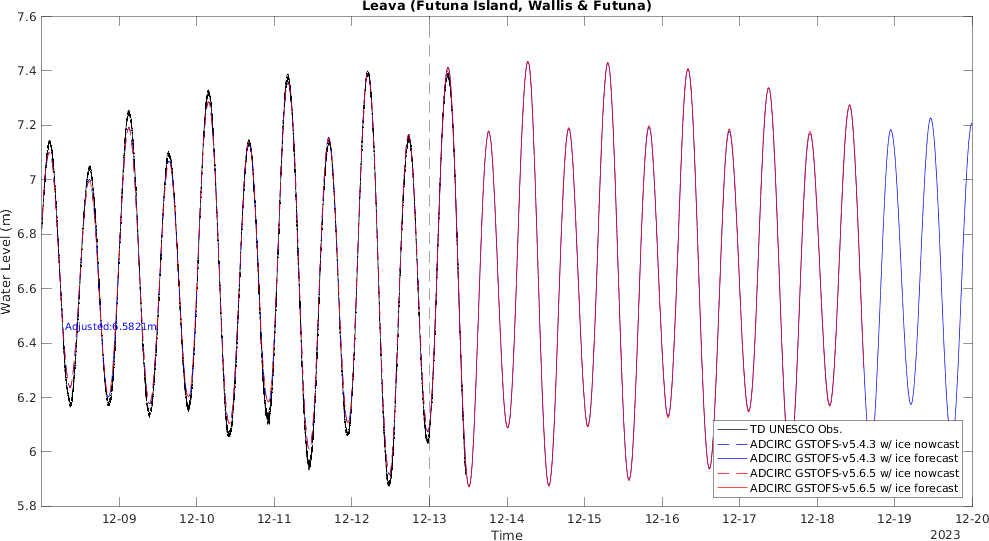 Leava (Futuna Island, Wallis & Futuna)
7.6
7.4
7.2
7
6.8
6.6
6.4
6.2
6
5.8
Water Level (m)
Adjusted:6.5821m
TD UNESCO Obs.
ADCIRC GSTOFS-v5.4.3 w/ ice nowcast
ADCIRC GSTOFS-v5.4.3 w/ ice forecast
ADCIRC GSTOFS-v5.6.5 w/ ice nowcast
ADCIRC GSTOFS-v5.6.5 w/ ice forecast
12-09 12-10 12-11 12-12 12-13 12-14 12-15 12-16 12-17 12-18 12-19 12-20
Time
2023